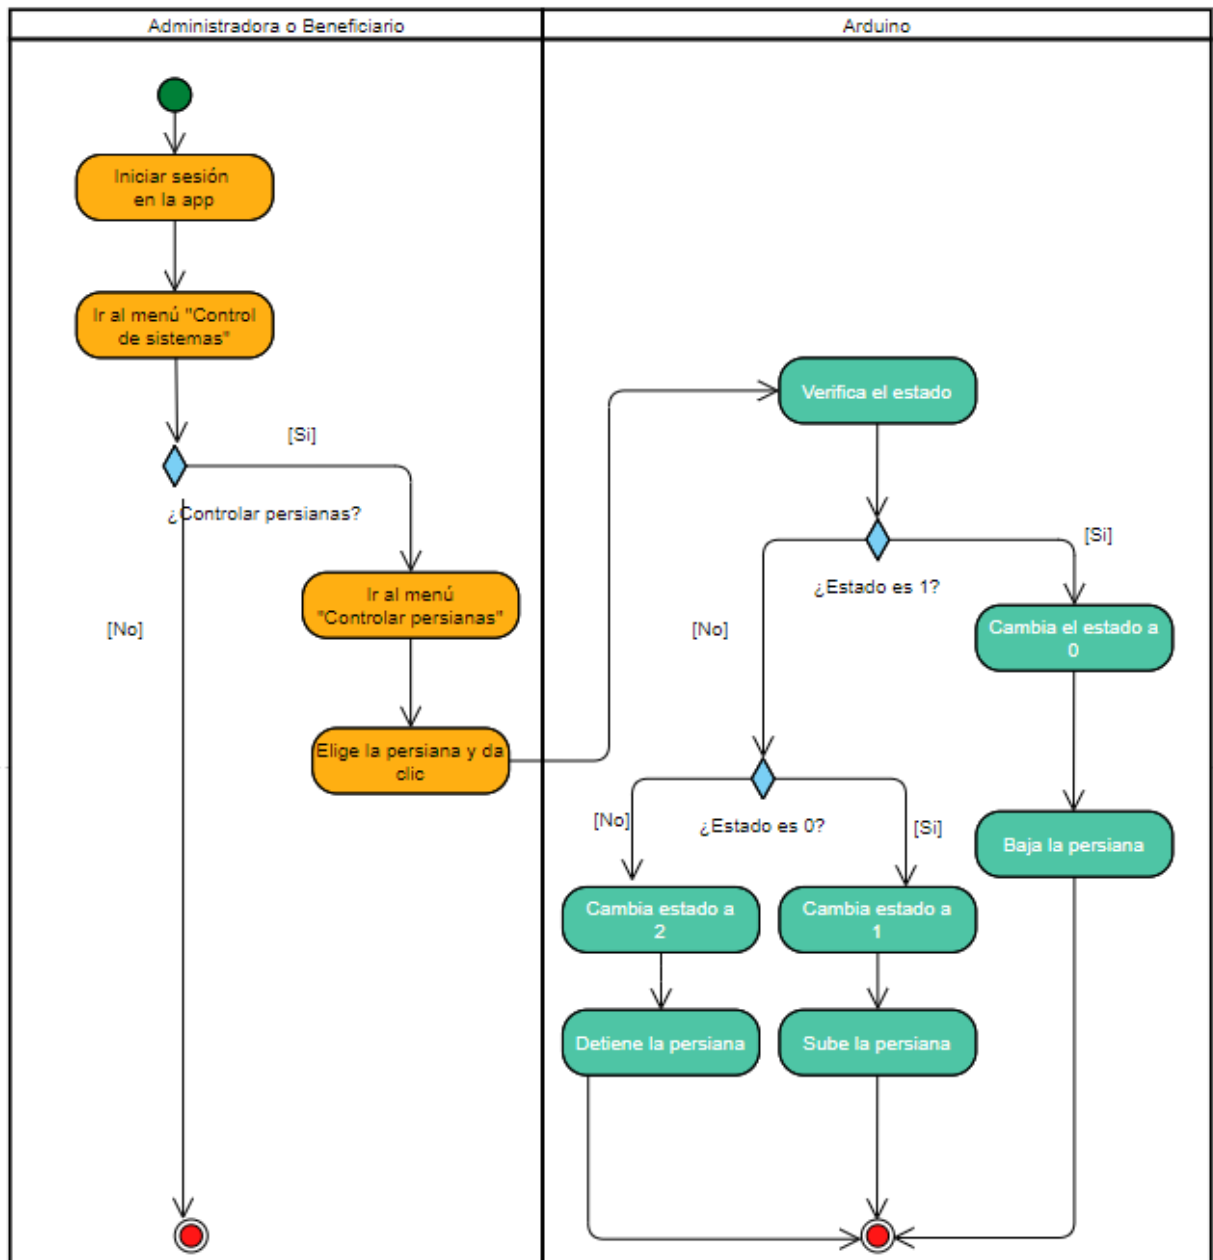 Administradora o Beneficiario
Arduino
Iniciar sesión
en la app
Ir al menú "Control
de sistemas"
[Si]
¿Controlar persianas?
Ir al menú
"Controlar persianas"
[No]
Elige la persiana y da
clic
Verifica el estado
[Si]
¿Estado es 1?
[No]
Cambia el estado a
0
[No]
¿Estado es 0?
[Si]
Baja la persiana
Cambia estado a
2
Cambia estado a
1
Detiene la persiana
Sube la persiana